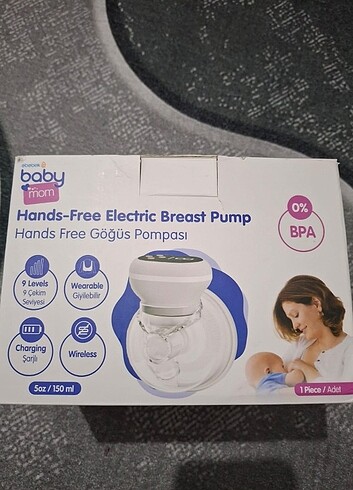 baby
mom
Hands-Free Electric Breast Pump
Hands Free Göğüs Pompası
0%
BPA
9 Levels
9 Çekim
Seviyesi
Wearable
Giyilebilir
Charging
Şarjlı
Wireless
5oz / 150 ml
1 Piece / Adet